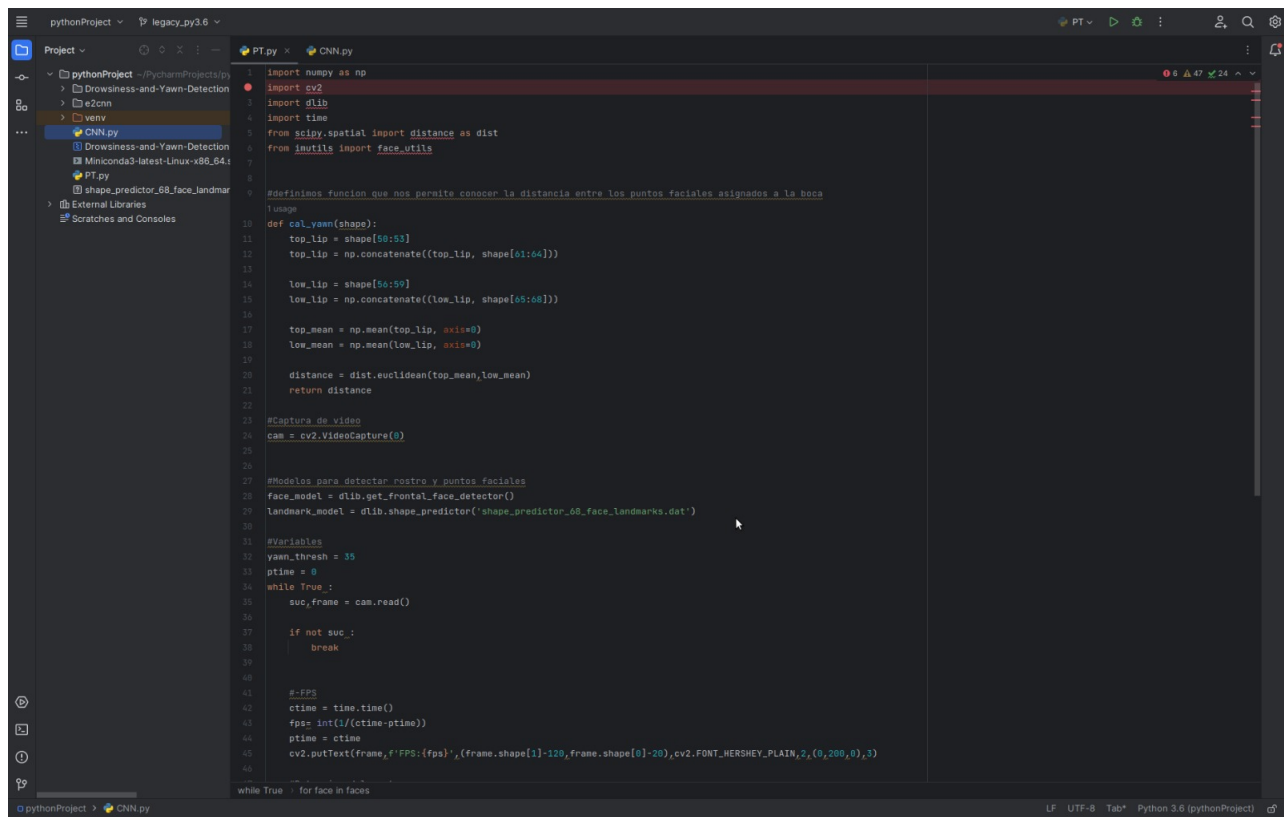 pythonProject legacy_py3.6 PT
Project PT.py × CNN.py
pythonProject ~/PycharmProjects/py
Drowsiness-and-Yawn-Detection
e2cnn
venv
CNN.py
Drowsiness-and-Yawn-Detection
Miniconda3-latest-Linux-x86_64.s
PT.py
shape_predictor_68_face_landmar
External Libraries
Scratches and Consoles
6 47 24
1 import numpy as np
import cv2
3 import dlib
4 import time
5 from scipy.spatial import distance as dist
6 from imutils import face_utils
7
8
9 #definimos funcion que nos permite conocer la distancia entre los puntos faciales asignados a la boca
1 usage
10 def cal_yawn(shape):
11 top_lip = shape[50:53]
12 top_lip = np.concatenate((top_lip, shape[61:64]))
13
14 low_lip = shape[56:59]
15 low_lip = np.concatenate((low_lip, shape[65:68]))
16
17 top_mean = np.mean(top_lip, axis=0)
18 low_mean = np.mean(low_lip, axis=0)
19
20 distance = dist.euclidean(top_mean,low_mean)
21 return distance
22
23 #Captura de video
24 cam = cv2.VideoCapture(0)
25
26
27 #Modelos para detectar rostro y puntos faciales
28 face_model = dlib.get_frontal_face_detector()
29 landmark_model = dlib.shape_predictor('shape_predictor_68_face_landmarks.dat')
30
31 #Variables
32 yawn_thresh = 35
33 ptime = 0
34 while True :
35 suc,frame = cam.read()
36
37 if not suc :
38 break
39
40
41 #-FPS
42 ctime = time.time()
43 fps= int(1/(ctime-ptime))
44 ptime = ctime
45 cv2.putText(frame,f'FPS:{fps}',(frame.shape[1]-120,frame.shape[0]-20),cv2.FONT_HERSHEY_PLAIN,2,(0,200,0),3)
46
while True › for face in faces
pythonProject > CNN.py LF UTF-8 Tab* Python 3.6 (pythonProject)